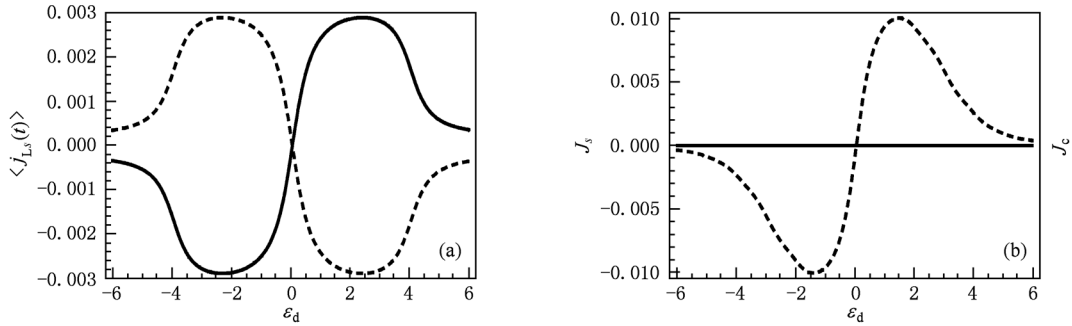 0.003
0.002
0.001
0.000
−0.001
−0.002
−0.003
<j_Ls(t)>
−6 −4 −2 0 2 4 6
ε_d
(a)
0.010
0.005
0.000
−0.005
−0.010
J_s
J_c
−6 −4 −2 0 2 4 6
ε_d
(b)